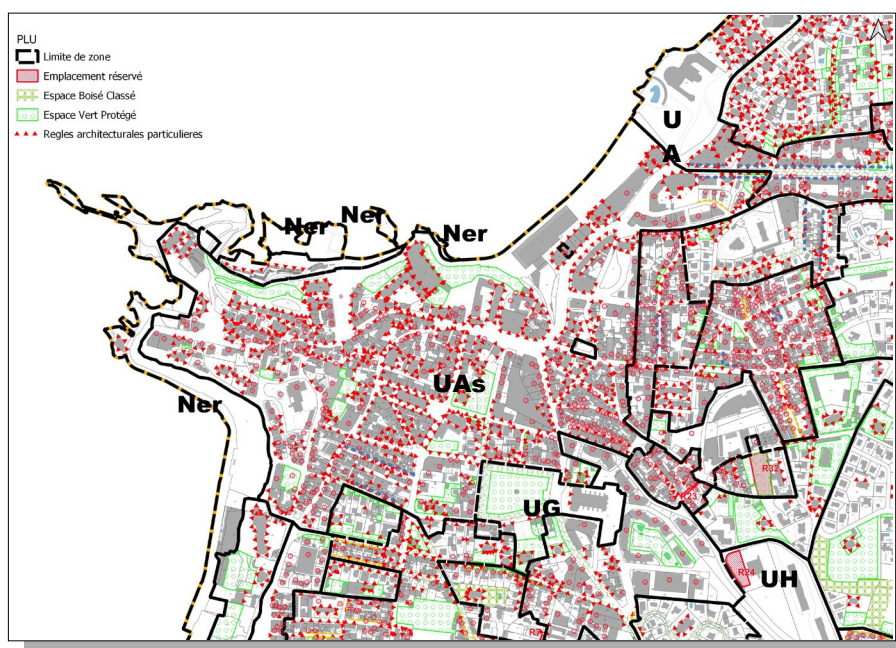 PLU
Limite de zone
Emplacement réservé
Espace Boisé Classé
Espace Vert Protégé
Regles architecturales particulieres
U
A
Ner
Ner
Ner
UAs
Ner
R32
R23
UG
R24
UH